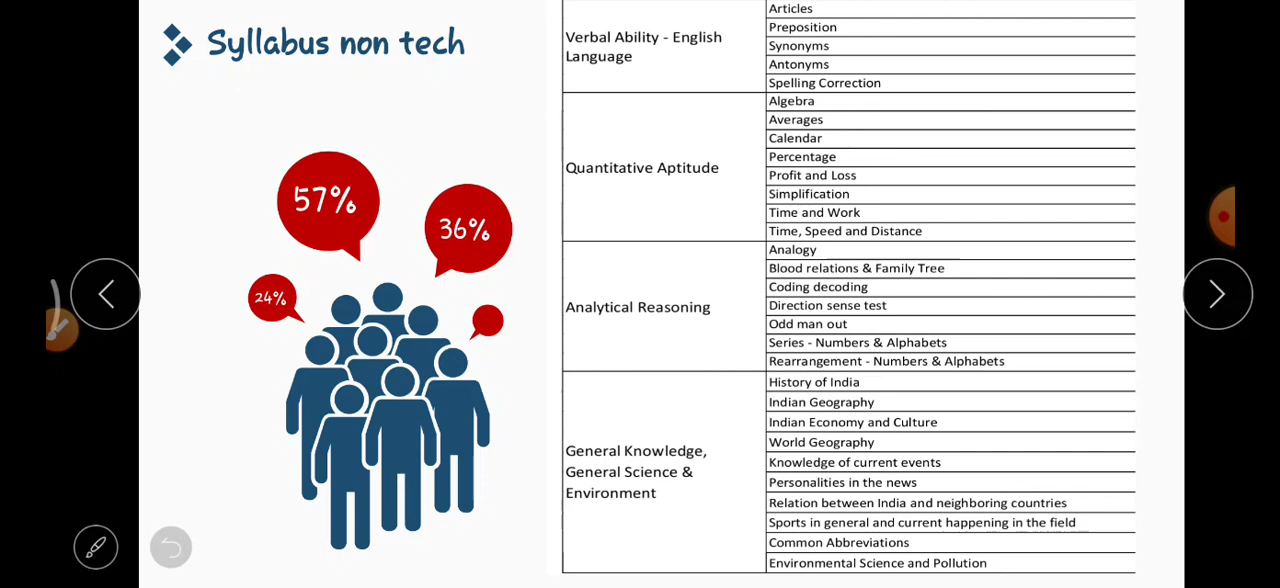 Syllabus non tech
57%
36%
24%
Verbal Ability - English
Language
Articles
Preposition
Synonyms
Antonyms
Spelling Correction
Quantitative Aptitude
Algebra
Averages
Calendar
Percentage
Profit and Loss
Simplification
Time and Work
Time, Speed and Distance
Analytical Reasoning
Analogy
Blood relations & Family Tree
Coding decoding
Direction sense test
Odd man out
Series - Numbers & Alphabets
Rearrangement - Numbers & Alphabets
General Knowledge,
General Science &
Environment
History of India
Indian Geography
Indian Economy and Culture
World Geography
Knowledge of current events
Personalities in the news
Relation between India and neighboring countries
Sports in general and current happening in the field
Common Abbreviations
Environmental Science and Pollution